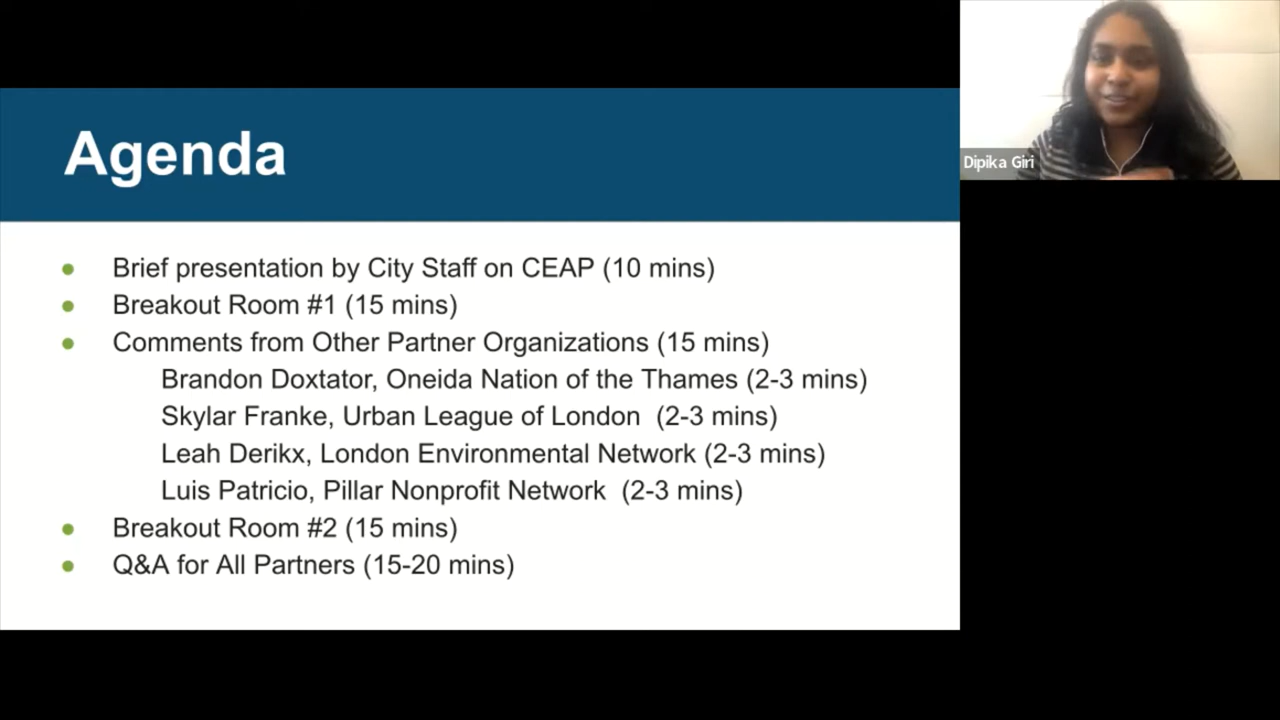 Agenda
Brief presentation by City Staff on CEAP (10 mins)
Breakout Room #1 (15 mins)
Comments from Other Partner Organizations (15 mins)
Brandon Doxtator, Oneida Nation of the Thames (2-3 mins)
Skylar Franke, Urban League of London (2-3 mins)
Leah Derikx, London Environmental Network (2-3 mins)
Luis Patricio, Pillar Nonprofit Network (2-3 mins)
Breakout Room #2 (15 mins)
Q&A for All Partners (15-20 mins)
Dipika Giri